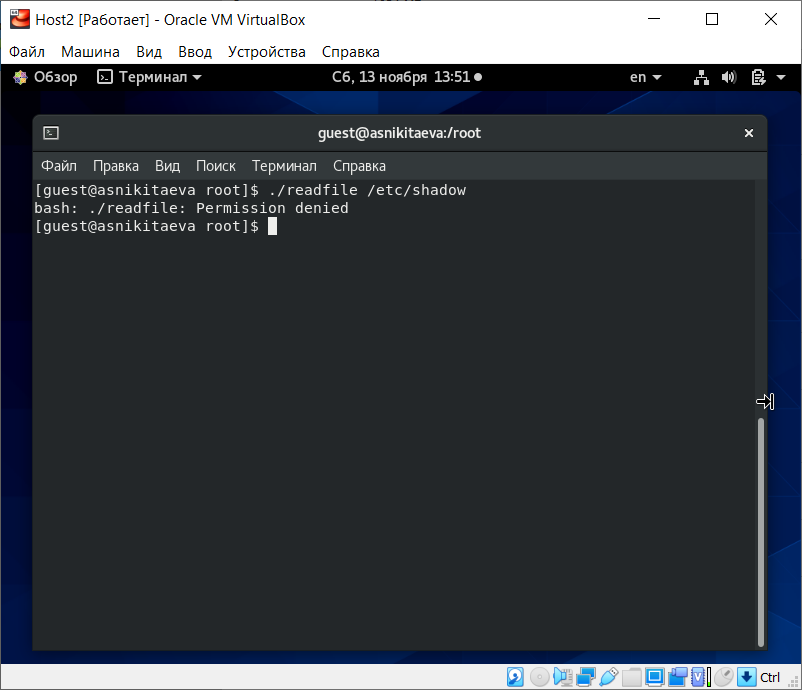 Host2 [Работает] - Oracle VM VirtualBox
Файл Машина Вид Ввод Устройства Справка
Обзор Терминал Сб, 13 ноября 13:51 en
guest@asnikitaeva:/root
Файл Правка Вид Поиск Терминал Справка
[guest@asnikitaeva root]$ ./readfile /etc/shadow
bash: ./readfile: Permission denied
[guest@asnikitaeva root]$
Ctrl